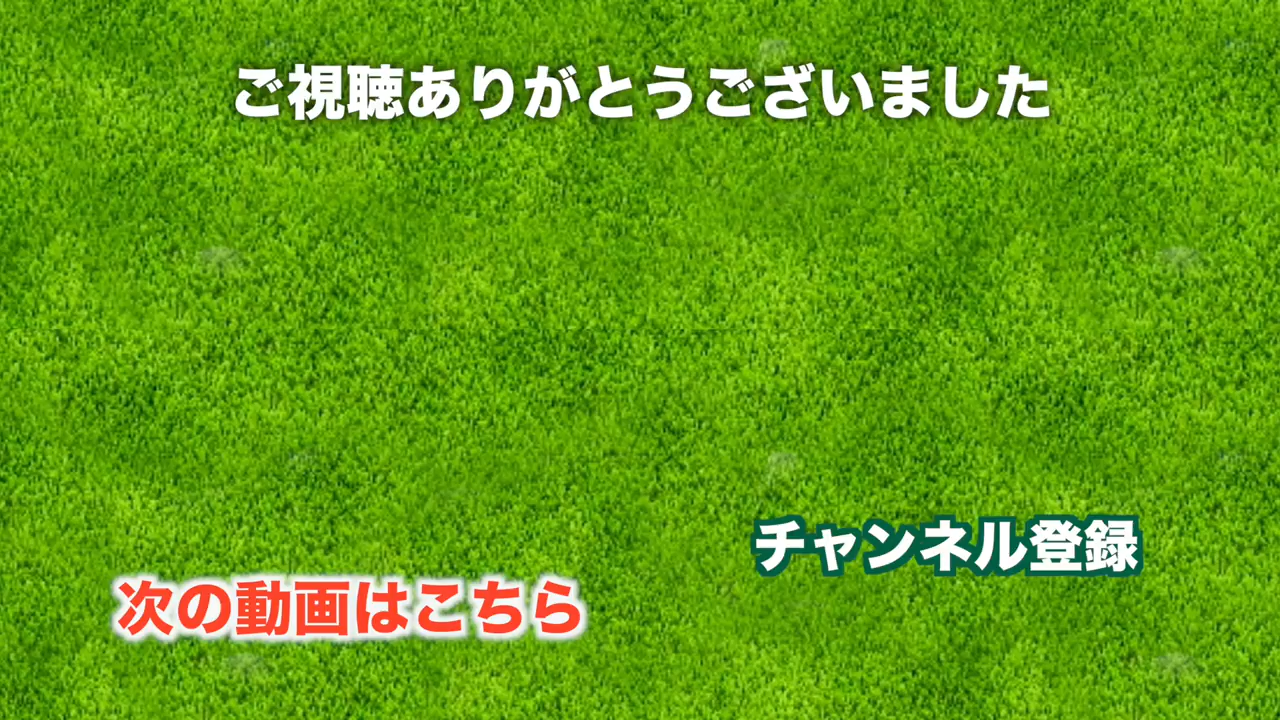 ご視聴ありがとうございました
チャンネル登録
次の動画はこちら